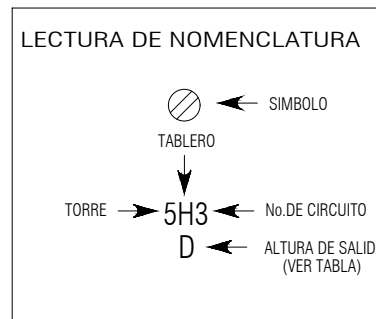 LECTURA DE NOMENCLATURA
SIMBOLO
TABLERO
TORRE 5H3 No.DE CIRCUITO
D ALTURA DE SALID
(VER TABLA)